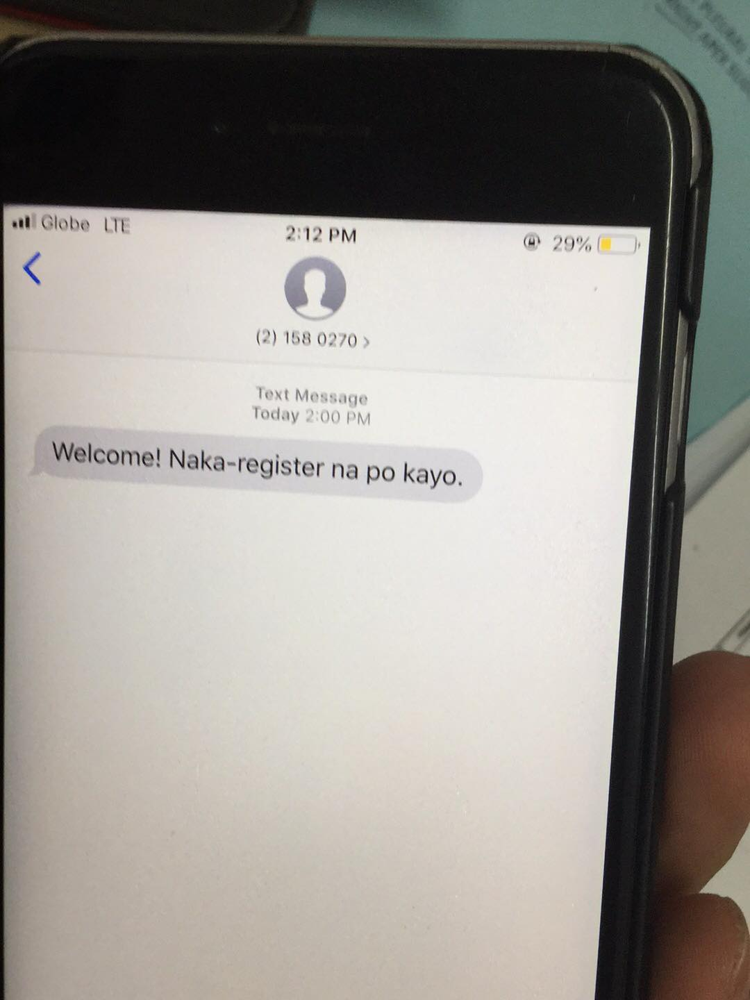 Globe LTE
2:12 PM
29%
(2) 158 0270 >
Text Message
Today 2:00 PM
Welcome! Naka-register na po kayo.